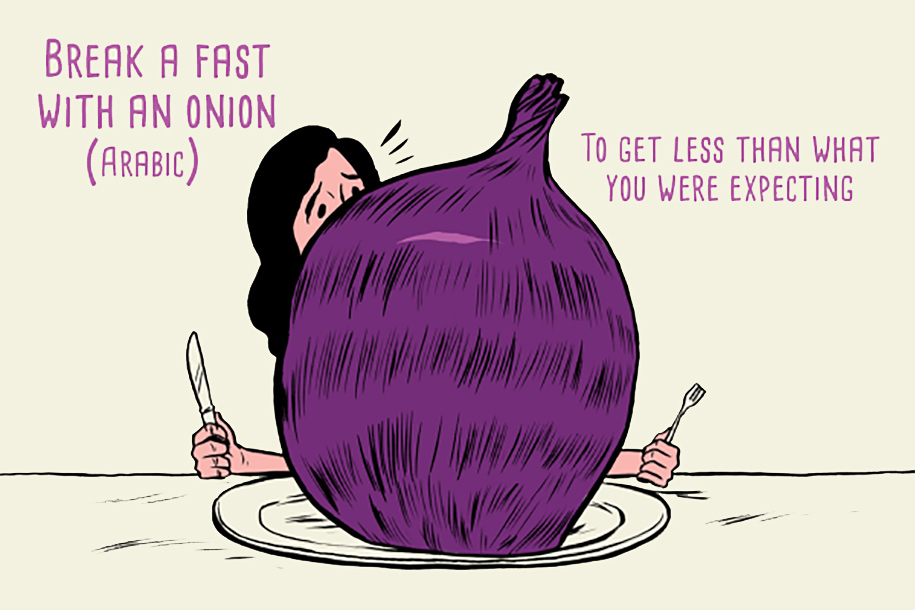 BREAK A FAST
WITH AN ONION
(ARABIC)
TO GET LESS THAN WHAT
YOU WERE EXPECTING